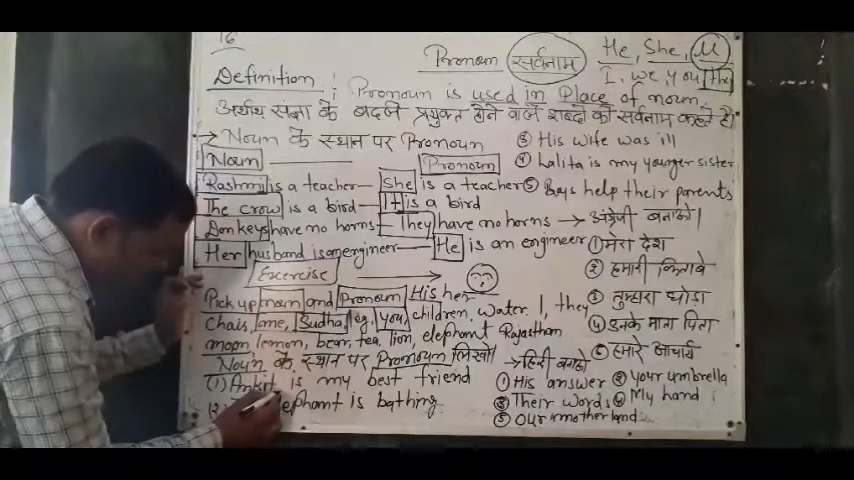 16
Pronoun सर्वनाम He, She,
I, we, you
Definition : Pronoun is used in Place of noun.
अर्थात संज्ञा के बदले प्रयुक्त होने वाले शब्दों को सर्वनाम कहते हैं।
→ Noun के स्थान पर Pronoun
Noun — Pronoun
Rashmi is a teacher — She is a teacher
The crow is a bird — It is a bird
Donkeys have no horns — They have no horns
Her husband is an engineer — He is an engineer
Exercise →
Pick up noun and Pronoun His her
Chais, me, Sudha, leg, you, children, water. I, they
moon lemon, bear, tea, lion, elephant Rajasthan
Noun के स्थान पर Pronoun लिखो।
(1) Ankit is my best friend
(2) elephant is bathing
③ His wife was ill
④ Lalita is my younger sister
⑤ Boys help their parents
→ अंग्रेजी बनाओ।
① मेरा देश
② हमारी किताबे
③ तुम्हारा घोड़ा
④ उनके माता पिता
हमारे आचार्य
→ हिंदी बनाओ
① His answer ② your umbrella
③ Their words ④ My hand
⑤ Our motherland